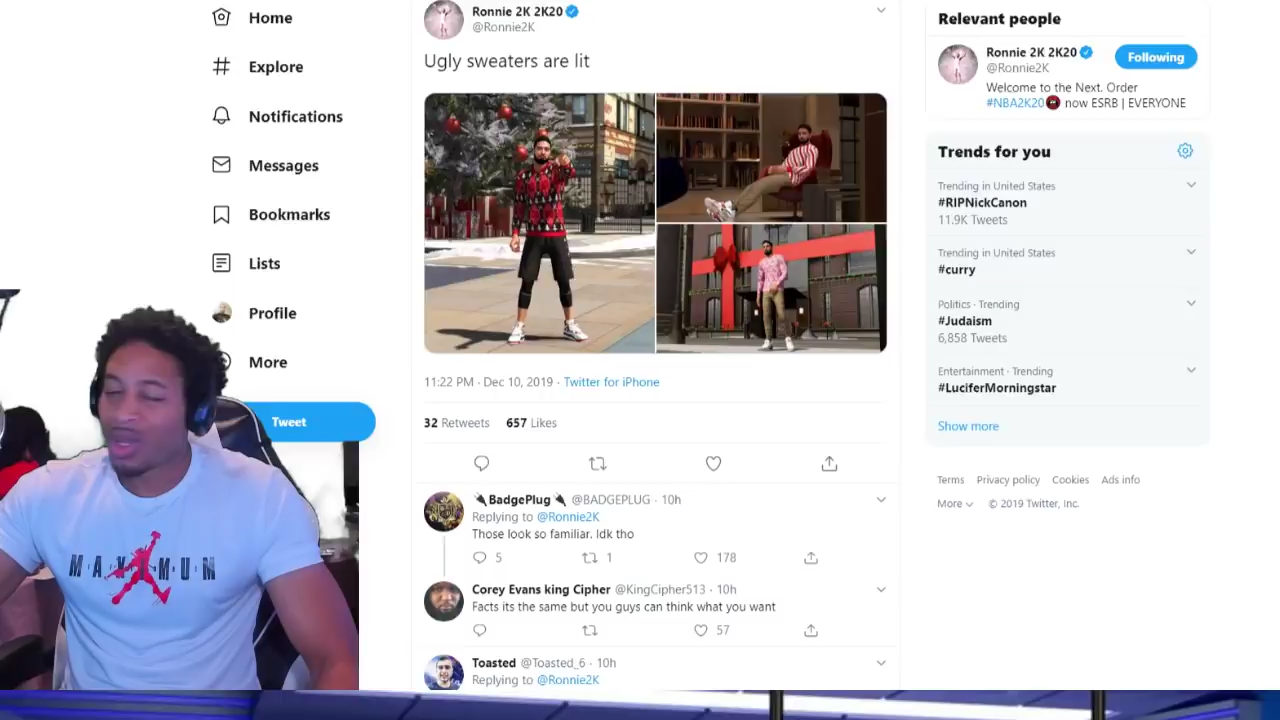 Home
Explore
Notifications
Messages
Bookmarks
Lists
Profile
More
Tweet
MAXIMUM
Ronnie 2K 2K20
@Ronnie2K
Ugly sweaters are lit
11:22 PM · Dec 10, 2019 · Twitter for iPhone
32 Retweets 657 Likes
BadgePlug @BADGEPLUG · 10h
Replying to @Ronnie2K
Those look so familiar. Idk tho
5 1 178
Corey Evans king Cipher @KingCipher513 · 10h
Facts its the same but you guys can think what you want
57
Toasted @Toasted_6 · 10h
Replying to @Ronnie2K
Relevant people
Ronnie 2K 2K20
@Ronnie2K
Following
Welcome to the Next. Order
#NBA2K20 now ESRB | EVERYONE
Trends for you
Trending in United States
#RIPNickCanon
11.9K Tweets
Trending in United States
#curry
Politics · Trending
#Judaism
6,858 Tweets
Entertainment · Trending
#LuciferMorningstar
Show more
Terms Privacy policy Cookies Ads info
More © 2019 Twitter, Inc.